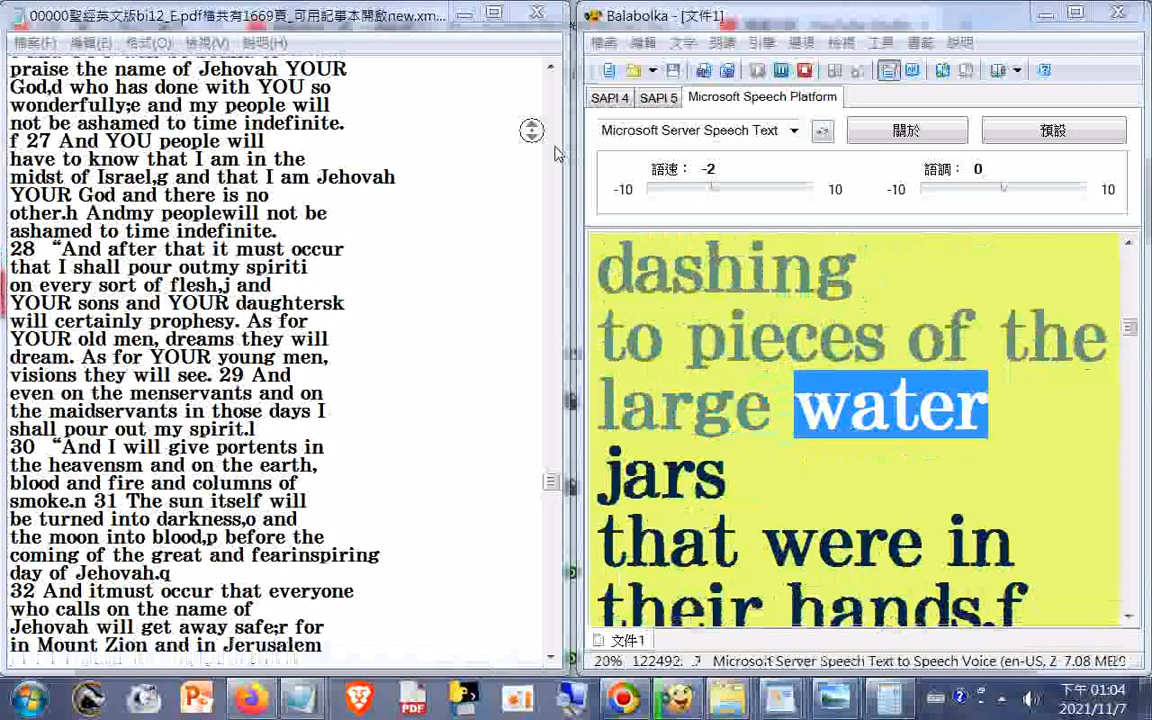 00000聖經英文版bi12_E.pdf檔共有1669頁_可用記事本開啟new.xm...
檔案(F) 編輯(E) 格式(O) 檢視(V) 說明(H)
praise the name of Jehovah YOUR
God,d who has done with YOU so
wonderfully;e and my people will
not be ashamed to time indefinite.
f 27 And YOU people will
have to know that I am in the
midst of Israel,g and that I am Jehovah
YOUR God and there is no
other.h Andmy peoplewill not be
ashamed to time indefinite.
28 “And after that it must occur
that I shall pour outmy spiriti
on every sort of flesh,j and
YOUR sons and YOUR daughtersk
will certainly prophesy. As for
YOUR old men, dreams they will
dream. As for YOUR young men,
visions they will see. 29 And
even on the menservants and on
the maidservants in those days I
shall pour out my spirit.l
30 “And I will give portents in
the heavensm and on the earth,
blood and fire and columns of
smoke.n 31 The sun itself will
be turned into darkness,o and
the moon into blood,p before the
coming of the great and fearinspiring
day of Jehovah.q
32 And itmust occur that everyone
who calls on the name of
Jehovah will get away safe;r for
in Mount Zion and in Jerusalem
Balabolka - [文件1]
檔案 編輯 文字 朗讀 引擎 選項 檢視 工具 書籤 說明
SAPI 4 SAPI 5 Microsoft Speech Platform
Microsoft Server Speech Text 關於 預設
語速： -2 語調： 0
-10 10 -10 10
dashing
to pieces of the
large water
jars
that were in
their hands.f
文件1
20% Microsoft Server Speech Text to Speech Voice (en-US, Z
下午 01:04
2021/11/7